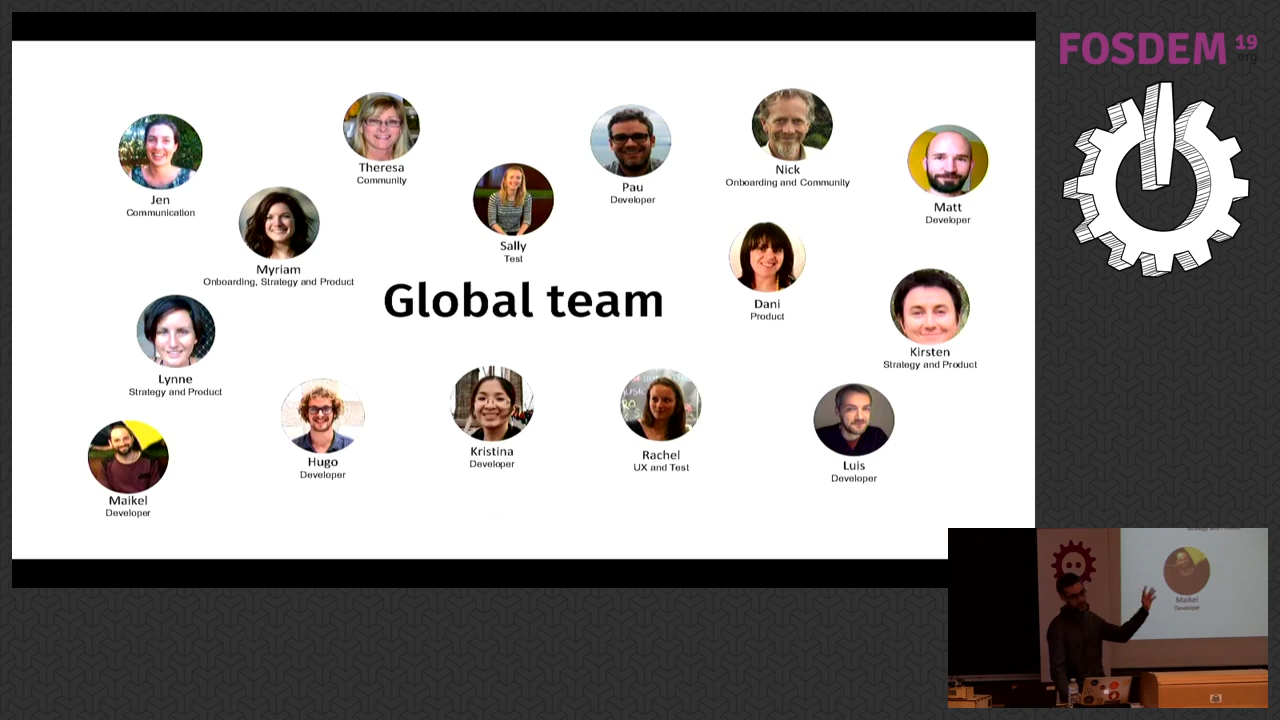 FOSDEM 19
.org
Jen
Communication
Theresa
Community
Myriam
Onboarding, Strategy and Product
Sally
Test
Pau
Developer
Nick
Onboarding and Community
Matt
Developer
Global team
Dani
Product
Kirsten
Strategy and Product
Lynne
Strategy and Product
Hugo
Developer
Kristina
Developer
Rachel
UX and Test
Luis
Developer
Maikel
Developer
Maikel
Developer